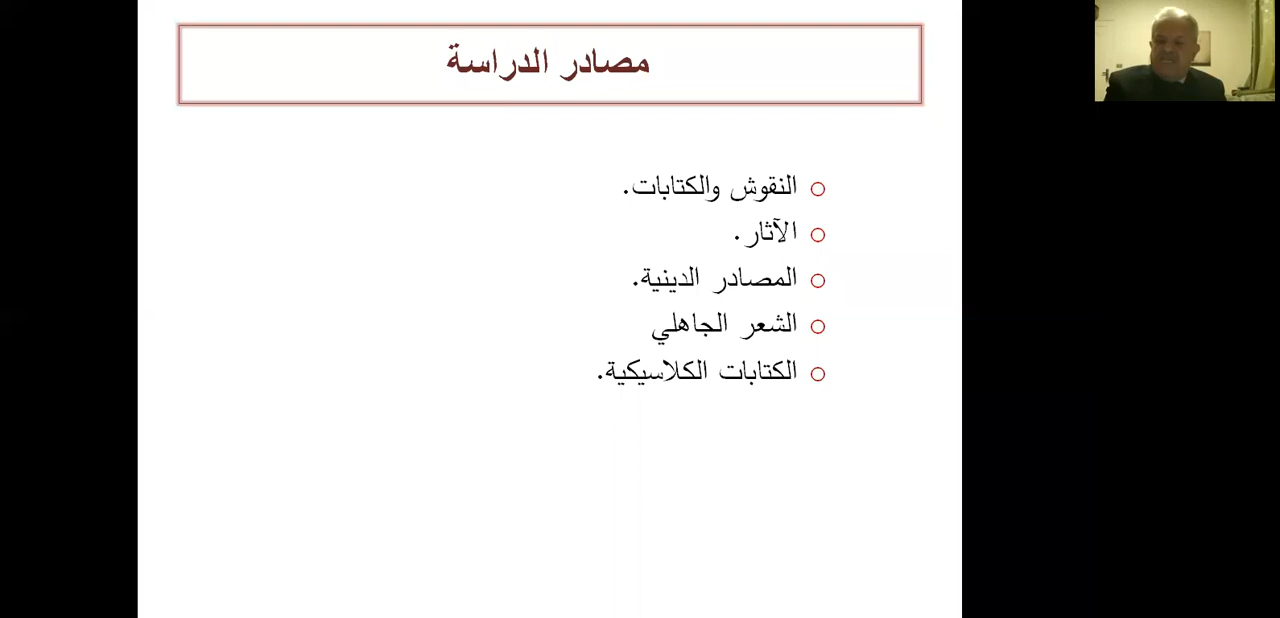 مصادر الدراسة
النقوش والكتابات.
الآثار.
المصادر الدينية.
الشعر الجاهلي
الكتابات الكلاسيكية.